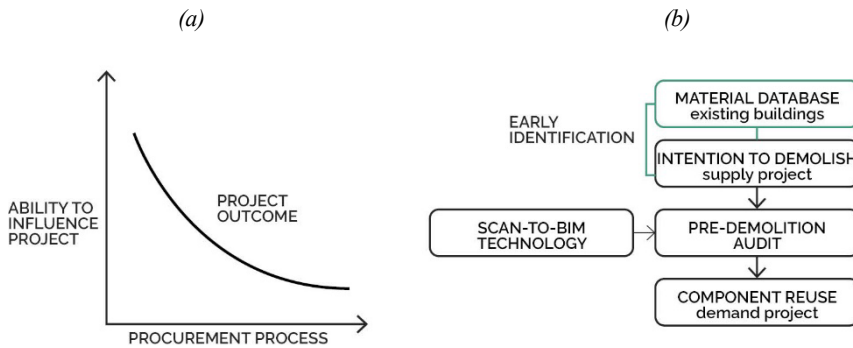 (a)
ABILITY TO
INFLUENCE
PROJECT
PROJECT
OUTCOME
PROCUREMENT PROCESS
(b)
EARLY
IDENTIFICATION
MATERIAL DATABASE
existing buildings
INTENTION TO DEMOLISH
supply project
SCAN-TO-BIM
TECHNOLOGY
PRE-DEMOLITION
AUDIT
COMPONENT REUSE
demand project